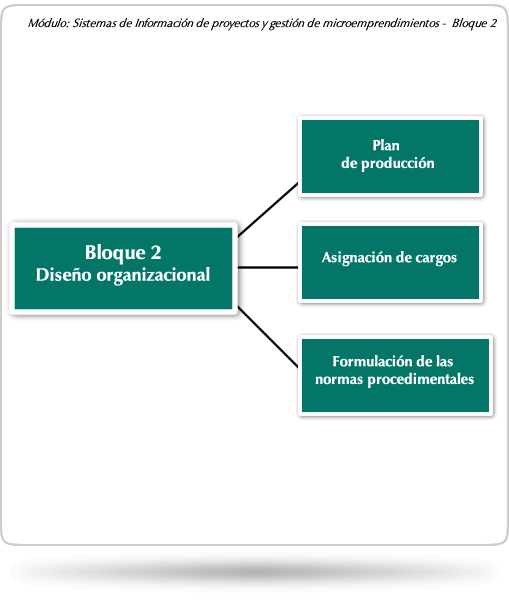 Módulo: Sistemas de Información de proyectos y gestión de microemprendimientos - Bloque 2
Plan
de producción
Bloque 2
Diseño organizacional
Asignación de cargos
Formulación de las
normas procedimentales